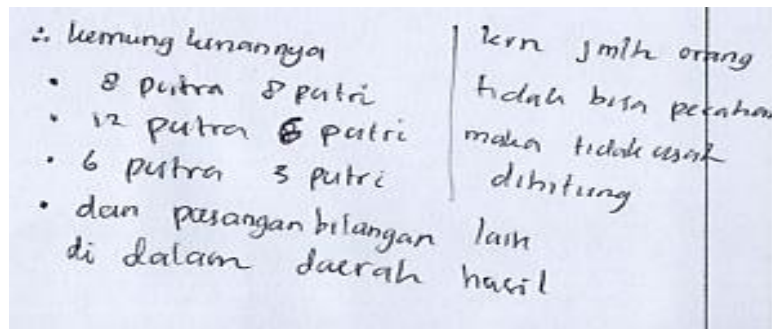 ∴ kemungkinannya
• 8 putra 8 putri
• 12 putra 6 putri
• 6 putra 3 putri
• dan pasangan bilangan lain
di dalam daerah hasil
krn jmlh orang
tidak bisa pecahan
maka tidak usah
dihitung